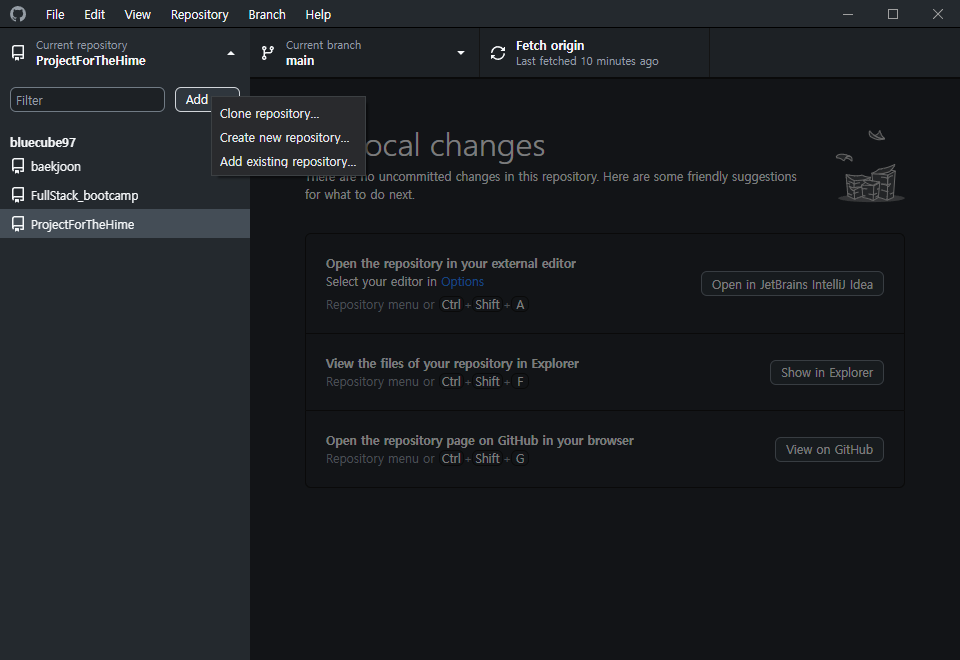 File Edit View Repository Branch Help
Current repository
ProjectForTheHime
Current branch
main
Fetch origin
Last fetched 10 minutes ago
Filter
Add
Clone repository...
Create new repository...
Add existing repository...
bluecube97
baekjoon
FullStack_bootcamp
ProjectForTheHime
ocal changes
There are no uncommitted changes in this repository. Here are some friendly suggestions
for what to do next.
Open the repository in your external editor
Select your editor in Options
Repository menu or Ctrl + Shift + A
Open in JetBrains IntelliJ Idea
View the files of your repository in Explorer
Repository menu or Ctrl + Shift + F
Show in Explorer
Open the repository page on GitHub in your browser
Repository menu or Ctrl + Shift + G
View on GitHub